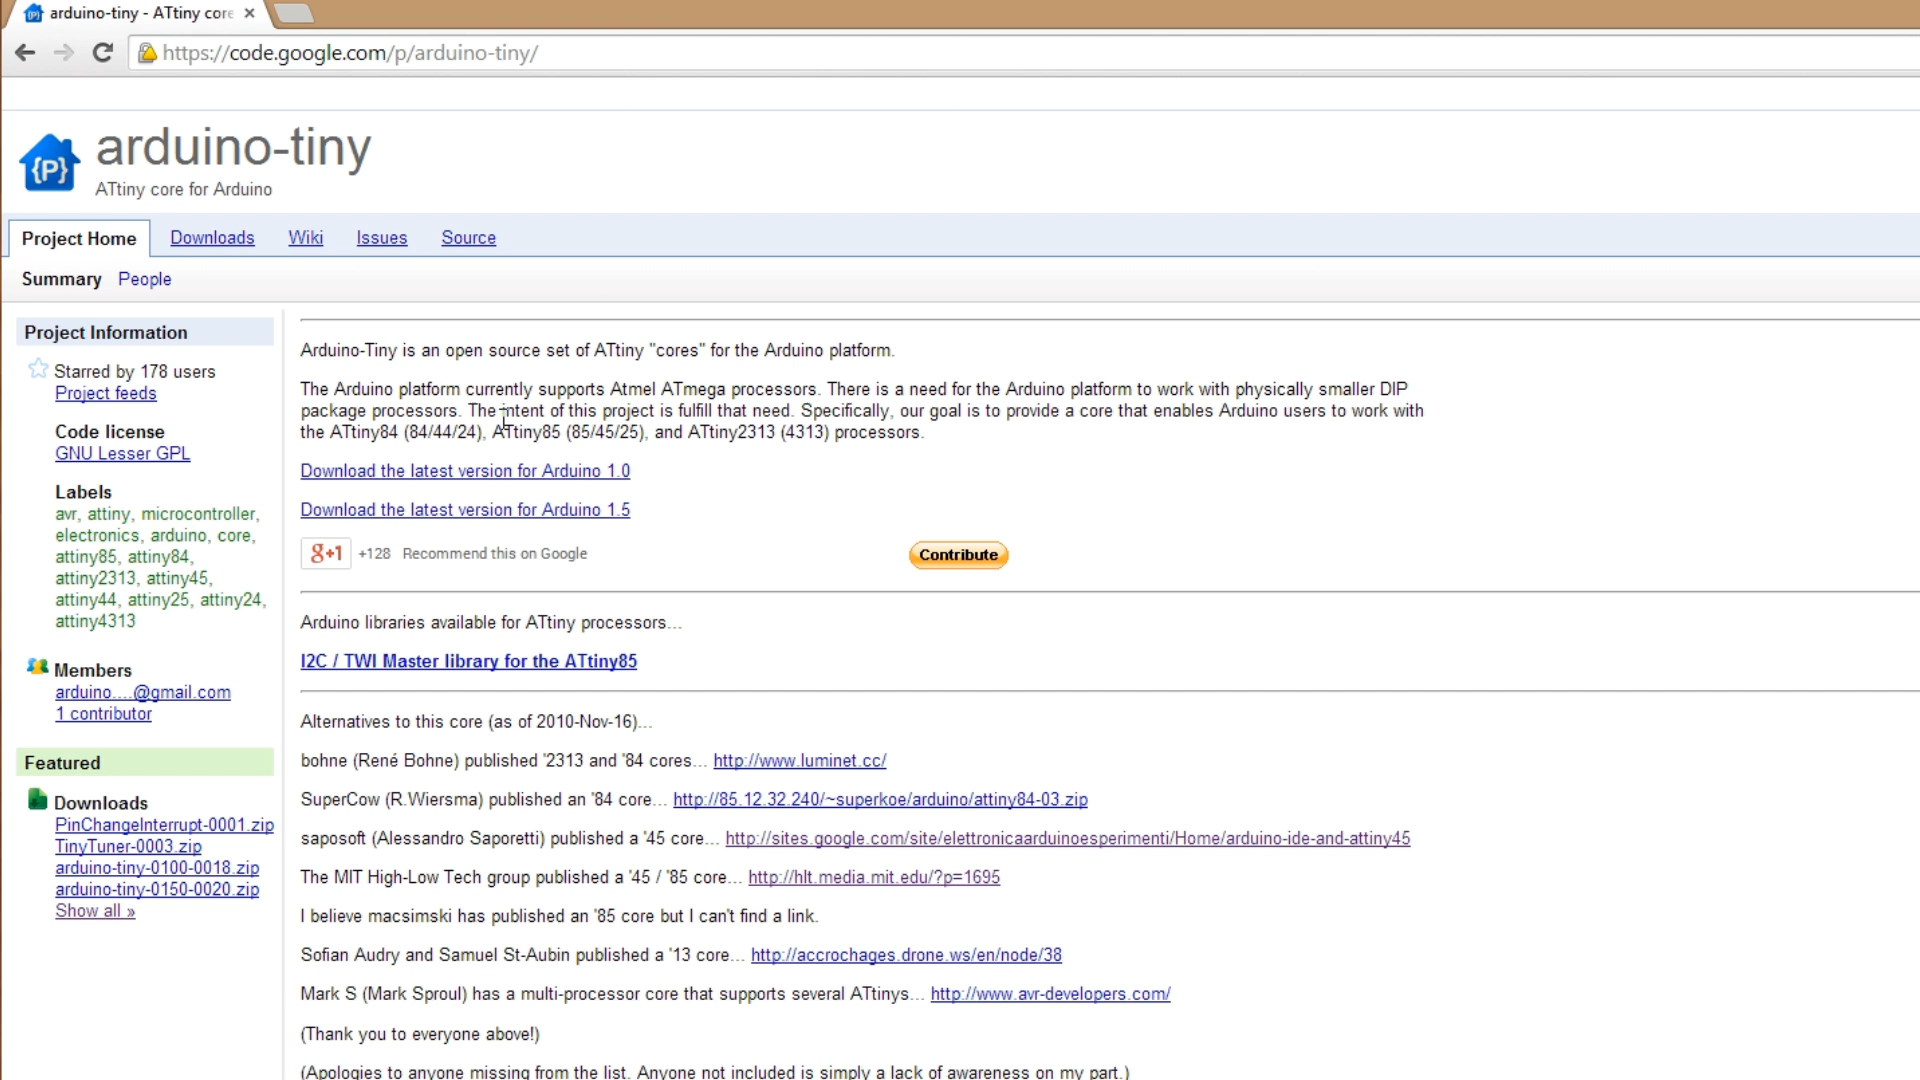 arduino-tiny - ATtiny core
https://code.google.com/p/arduino-tiny/
{P}
arduino-tiny
ATtiny core for Arduino
Project Home Downloads Wiki Issues Source
Summary People
Project Information
Starred by 178 users
Project feeds
Code license
GNU Lesser GPL
Labels
avr, attiny, microcontroller,
electronics, arduino, core,
attiny85, attiny84,
attiny2313, attiny45,
attiny44, attiny25, attiny24,
attiny4313
Members
arduino....@gmail.com
1 contributor
Featured
Downloads
PinChangeInterrupt-0001.zip
TinyTuner-0003.zip
arduino-tiny-0100-0018.zip
arduino-tiny-0150-0020.zip
Show all »
Arduino-Tiny is an open source set of ATtiny "cores" for the Arduino platform.
The Arduino platform currently supports Atmel ATmega processors. There is a need for the Arduino platform to work with physically smaller DIP
package processors. The intent of this project is fulfill that need. Specifically, our goal is to provide a core that enables Arduino users to work with
the ATtiny84 (84/44/24), ATtiny85 (85/45/25), and ATtiny2313 (4313) processors.
Download the latest version for Arduino 1.0
Download the latest version for Arduino 1.5
g+1 +128 Recommend this on Google
Contribute
Arduino libraries available for ATtiny processors...
I2C / TWI Master library for the ATtiny85
Alternatives to this core (as of 2010-Nov-16)...
bohne (René Bohne) published '2313 and '84 cores... http://www.luminet.cc/
SuperCow (R.Wiersma) published an '84 core... http://85.12.32.240/~superkoe/arduino/attiny84-03.zip
saposoft (Alessandro Saporetti) published a '45 core... http://sites.google.com/site/elettronicaarduinoesperimenti/Home/arduino-ide-and-attiny45
The MIT High-Low Tech group published a '45 / '85 core... http://hlt.media.mit.edu/?p=1695
I believe macsimski has published an '85 core but I can't find a link.
Sofian Audry and Samuel St-Aubin published a '13 core... http://accrochages.drone.ws/en/node/38
Mark S (Mark Sproul) has a multi-processor core that supports several ATtinys... http://www.avr-developers.com/
(Thank you to everyone above!)
(Apologies to anyone missing from the list. Anyone not included is simply a lack of awareness on my part.)